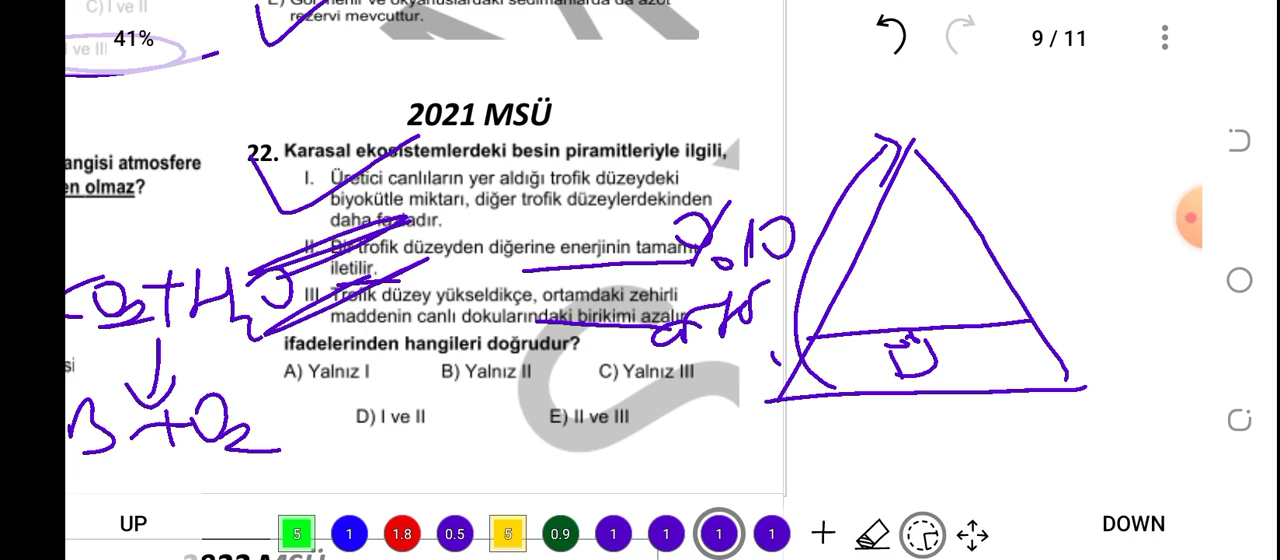 C) I ve II
rezervi mevcuttur.
41%
I ve III
9 / 11
2021 MSÜ
angisi atmosfere
en olmaz?
22. Karasal ekosistemlerdeki besin piramitleriyle ilgili,
I. Üretici canlıların yer aldığı trofik düzeydeki
biyokütle miktarı, diğer trofik düzeylerdekinden
daha fazladır.
II. Bir trofik düzeyden diğerine enerjinin tamamı
iletilir.
%10
III. Trofik düzey yükseldikçe, ortamdaki zehirli
maddenin canlı dokularındaki birikimi azalır.
artar
ifadelerinden hangileri doğrudur?
A) Yalnız I B) Yalnız II C) Yalnız III
D) I ve II E) II ve III
CO2+H2O
B+O2
Ü
si
UP
5 1 1.8 0.5 5 0.9 1 1 1 1
DOWN